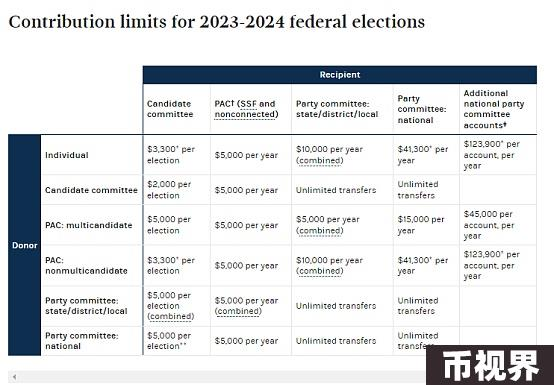 Contribution limits for 2023-2024 federal elections
Recipient
Candidate committee
PAC† (SSF and nonconnected)
Party committee: state/district/local
Party committee: national
Additional national party committee accounts‡
Donor
Individual
$3,300* per election
$5,000 per year
$10,000 per year (combined)
$41,300* per year
$123,900* per account, per year
Candidate committee
$2,000 per election
$5,000 per year
Unlimited transfers
Unlimited transfers
PAC: multicandidate
$5,000 per election
$5,000 per year
$5,000 per year (combined)
$15,000 per year
$45,000 per account, per year
PAC: nonmulticandidate
$3,300* per election
$5,000 per year
$10,000 per year (combined)
$41,300* per year
$123,900* per account, per year
Party committee: state/district/local
$5,000 per election (combined)
$5,000 per year (combined)
Unlimited transfers
Unlimited transfers
Party committee: national
$5,000 per election**
$5,000 per year
Unlimited transfers
Unlimited transfers
币视界